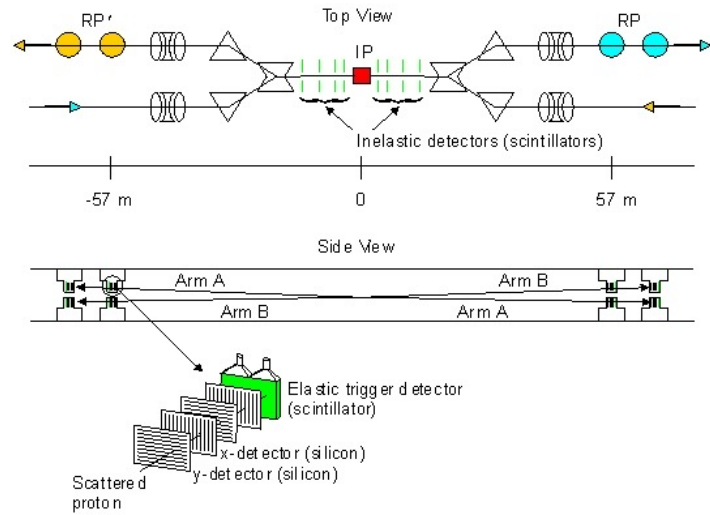 Top View
RP'
IP
RP
Inelastic detectors (scintillators)
-57 m
0
57 m
Side View
Arm A
Arm B
Arm B
Arm A
Elastic trigger detector
(scintillator)
x-detector (silicon)
y-detector (silicon)
Scattered
proton